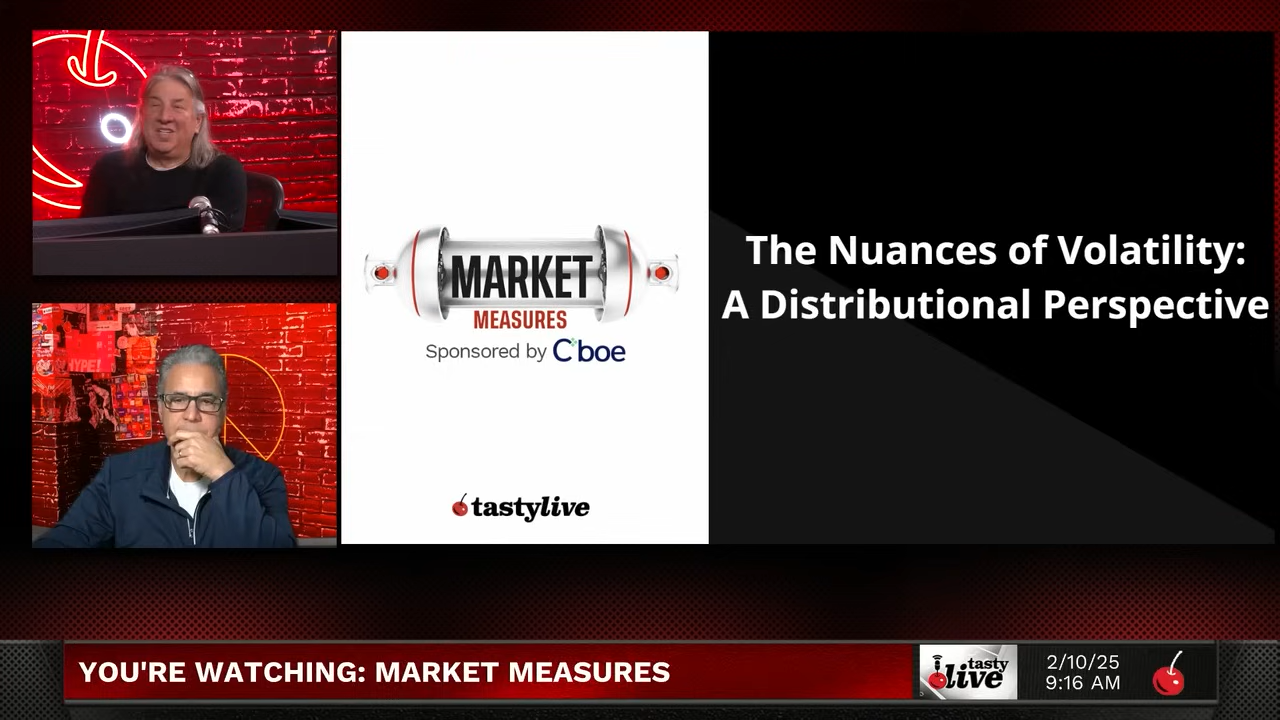 HYPE!
MARKET
MEASURES
Sponsored by Cboe
tastylive
The Nuances of Volatility:
A Distributional Perspective
YOU'RE WATCHING: MARKET MEASURES
tasty
live
2/10/25
9:16 AM